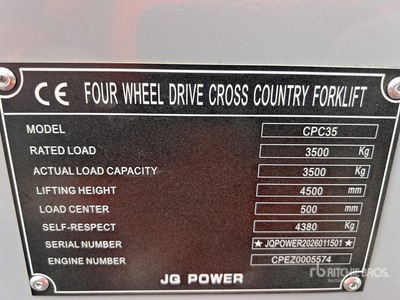 CE FOUR WHEEL DRIVE CROSS COUNTRY FORKLIFT
MODEL CPC35
RATED LOAD 3500 Kg
ACTUAL LOAD CAPACITY 3500 Kg
LIFTING HEIGHT 4500 mm
LOAD CENTER 500 mm
SELF-RESPECT 4380 Kg
SERIAL NUMBER ★JQPOWER2026011501★
ENGINE NUMBER CPEZ0005574
JG POWER
rb RITCHIE BROS.